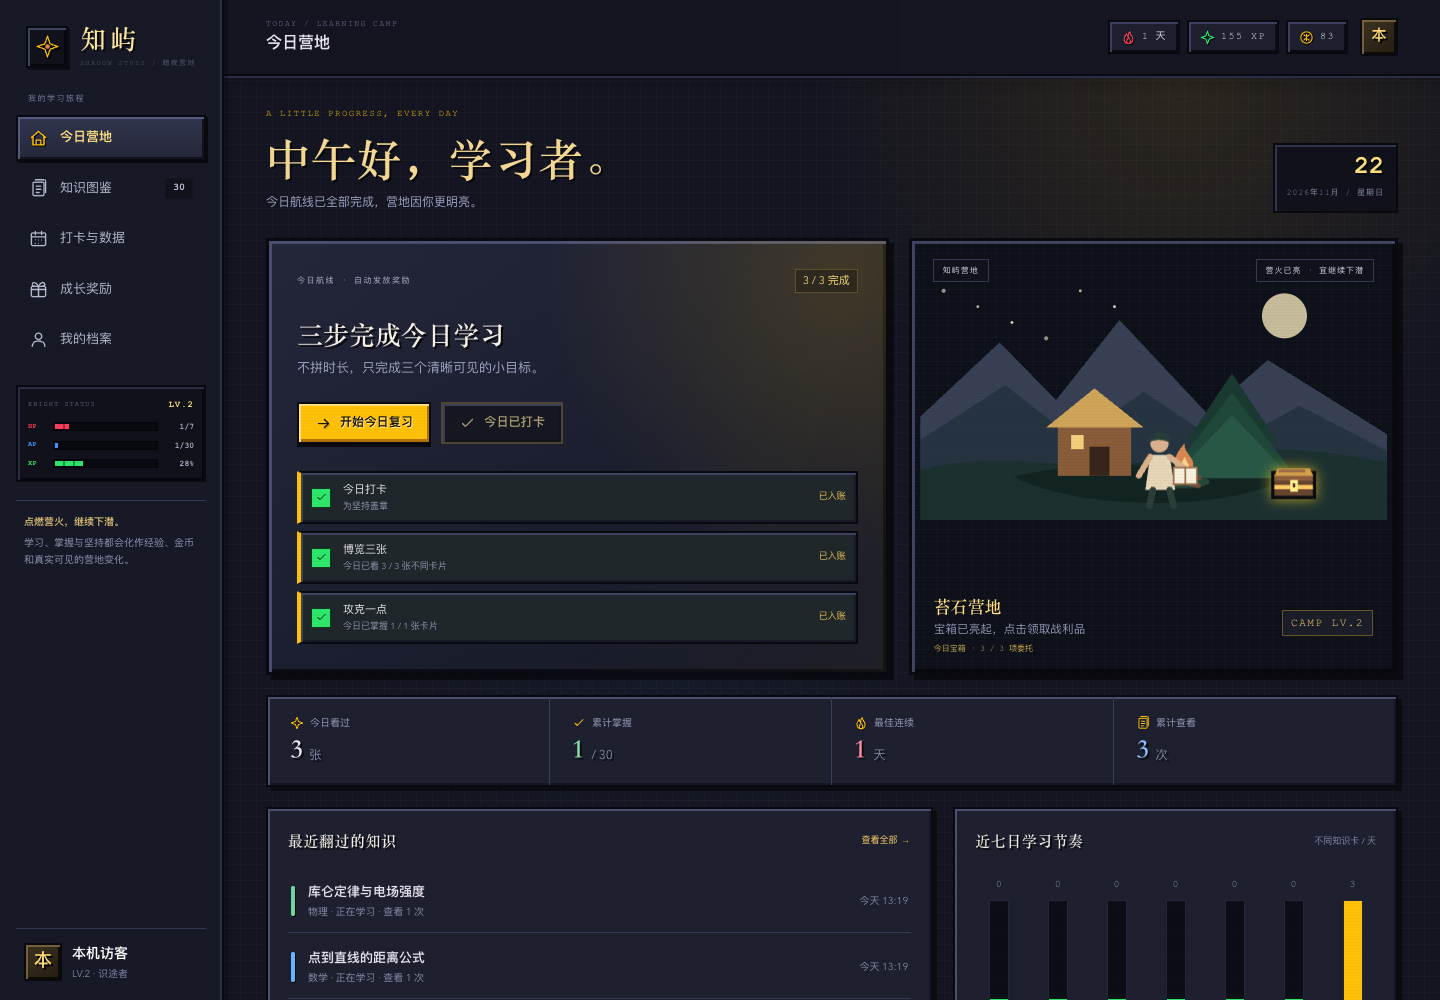 知屿
SHADOW STUDY / 暗夜营地
我的学习旅程
今日营地
知识图鉴
30
打卡与数据
成长奖励
我的档案
KNIGHT STATUS
LV.2
HP
1/7
AP
1/30
XP
28%
点燃营火，继续下潜。
学习、掌握与坚持都会化作经验、金币
和真实可见的营地变化。
本
本机访客
LV.2 · 识途者
TODAY / LEARNING CAMP
今日营地
1 天
155 XP
83
本
A LITTLE PROGRESS, EVERY DAY
中午好，学习者。
今日航线已全部完成，营地因你更明亮。
22
2026年11月 / 星期日
今日航线 · 自动发放奖励
3 / 3 完成
三步完成今日学习
不拼时长，只完成三个清晰可见的小目标。
开始今日复习
今日已打卡
今日打卡
为坚持盖章
已入账
博览三张
今日已看 3 / 3 张不同卡片
已入账
攻克一点
今日已掌握 1 / 1 张卡片
已入账
知屿营地
营火已亮 · 宜继续下潜
苔石营地
宝箱已亮起，点击领取战利品
今日宝箱 · 3 / 3 项委托
CAMP LV.2
今日看过
3 张
累计掌握
1 / 30
最佳连续
1 天
累计查看
3 次
最近翻过的知识
查看全部 →
库仑定律与电场强度
物理 · 正在学习 · 查看 1 次
今天 13:19
点到直线的距离公式
数学 · 正在学习 · 查看 1 次
今天 13:19
近七日学习节奏
不同知识卡 / 天
0
0
0
0
0
0
3